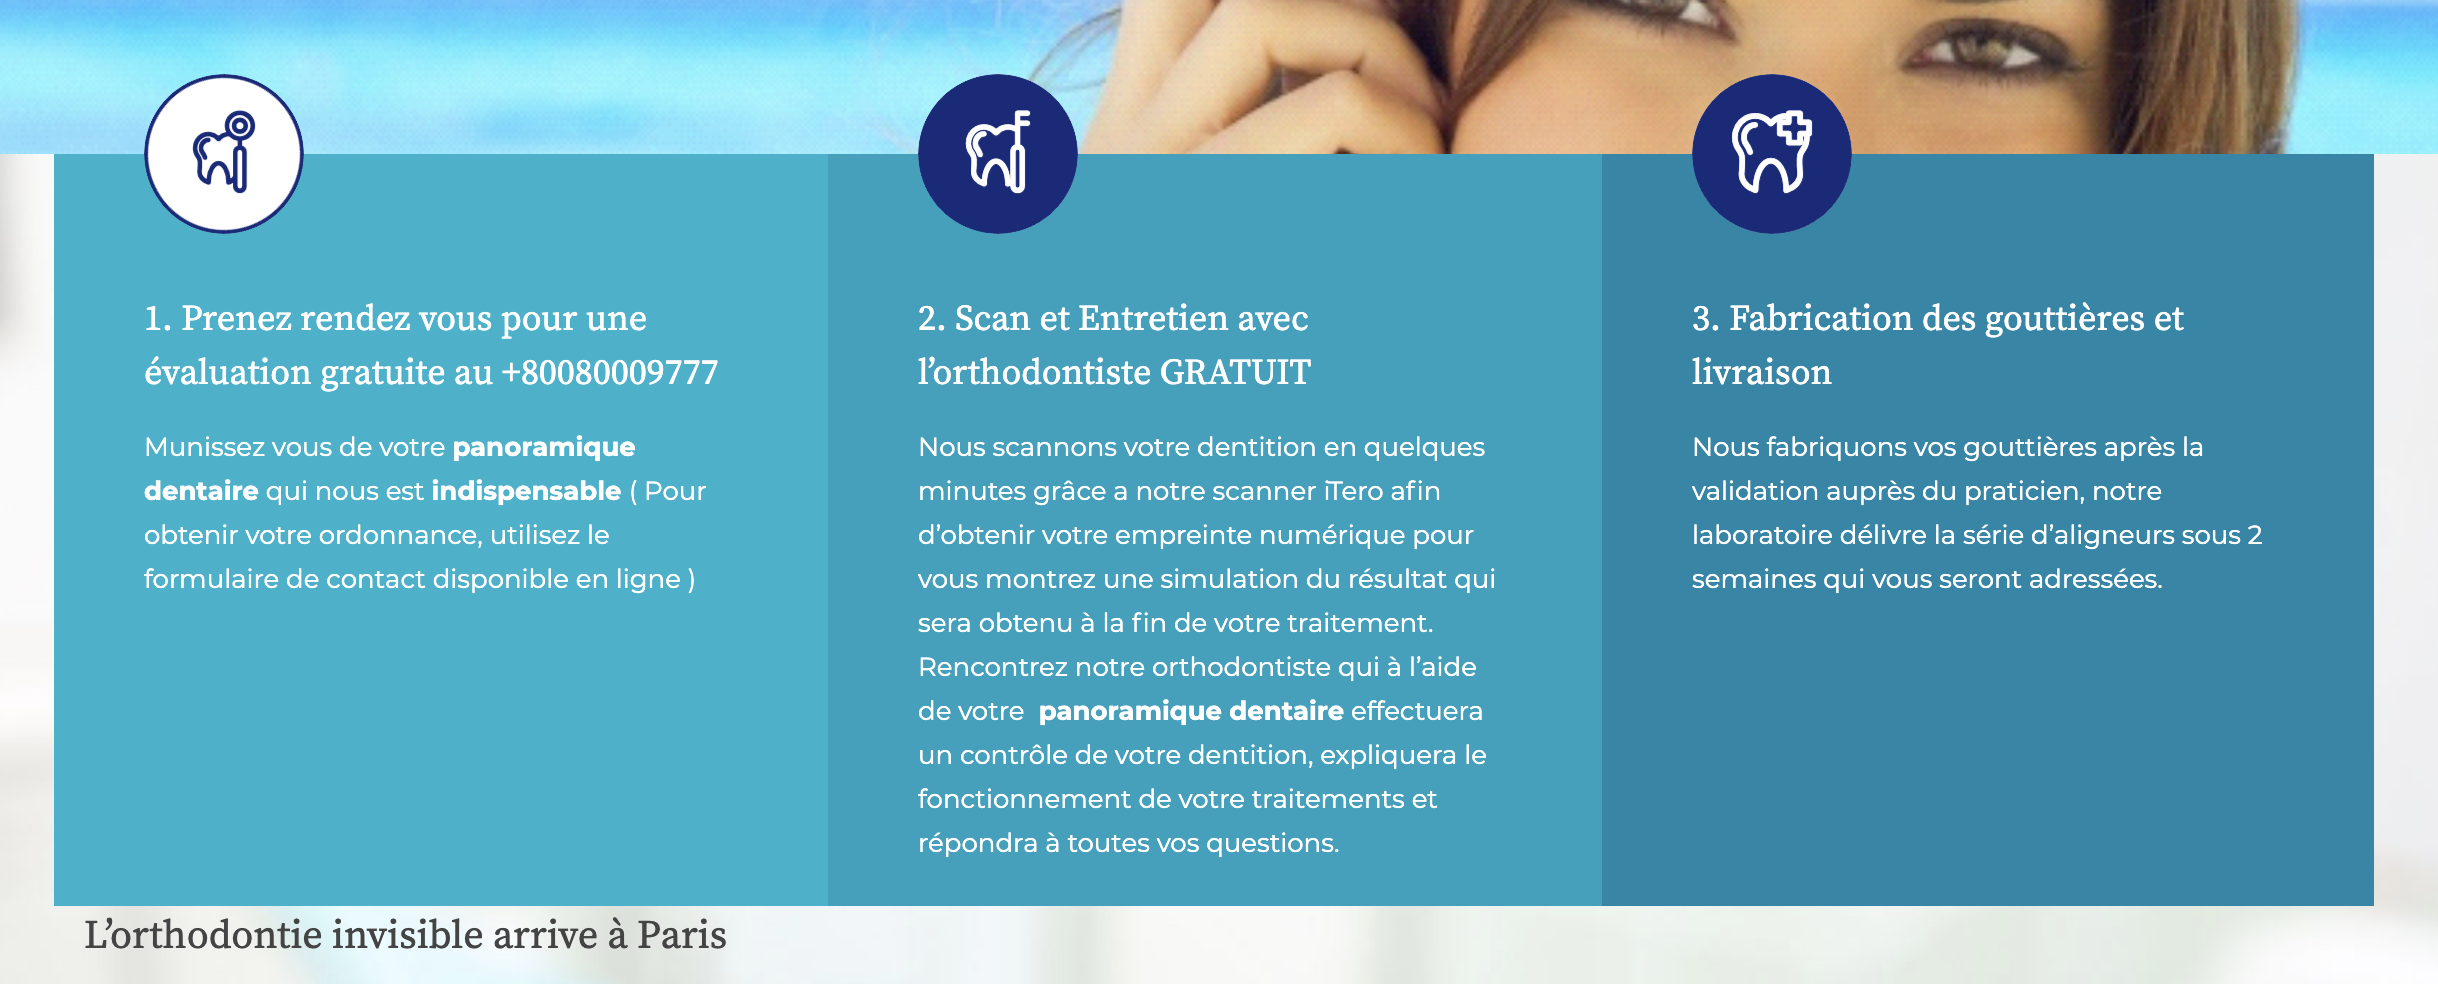 1. Prenez rendez vous pour une
évaluation gratuite au +80080009777
Munissez vous de votre panoramique
dentaire qui nous est indispensable ( Pour
obtenir votre ordonnance, utilisez le
formulaire de contact disponible en ligne )
2. Scan et Entretien avec
l’orthodontiste GRATUIT
Nous scannons votre dentition en quelques
minutes grâce a notre scanner iTero afin
d’obtenir votre empreinte numérique pour
vous montrez une simulation du résultat qui
sera obtenu à la fin de votre traitement.
Rencontrez notre orthodontiste qui à l’aide
de votre  panoramique dentaire effectuera
un contrôle de votre dentition, expliquera le
fonctionnement de votre traitements et
répondra à toutes vos questions.
3. Fabrication des gouttières et
livraison
Nous fabriquons vos gouttières après la
validation auprès du praticien, notre
laboratoire délivre la série d’aligneurs sous 2
semaines qui vous seront adressées.
L’orthodontie invisible arrive à Paris